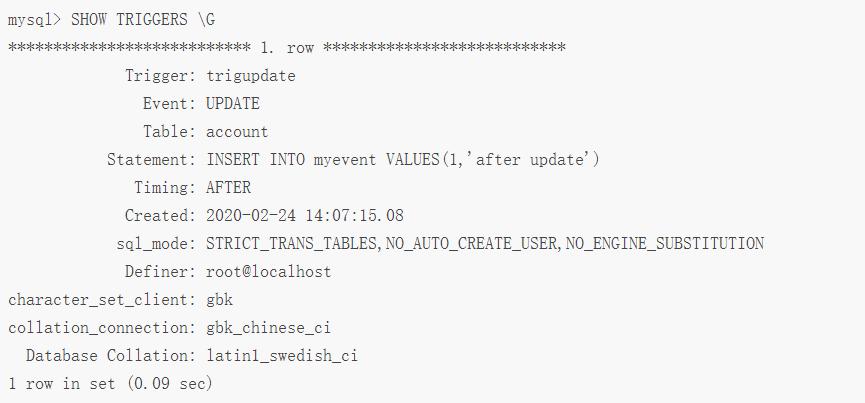 mysql> SHOW TRIGGERS \G
*************************** 1. row ***************************
Trigger: trigupdate
Event: UPDATE
Table: account
Statement: INSERT INTO myevent VALUES(1,'after update')
Timing: AFTER
Created: 2020-02-24 14:07:15.08
sql_mode: STRICT_TRANS_TABLES,NO_AUTO_CREATE_USER,NO_ENGINE_SUBSTITUTION
Definer: root@localhost
character_set_client: gbk
collation_connection: gbk_chinese_ci
Database Collation: latin1_swedish_ci
1 row in set (0.09 sec)